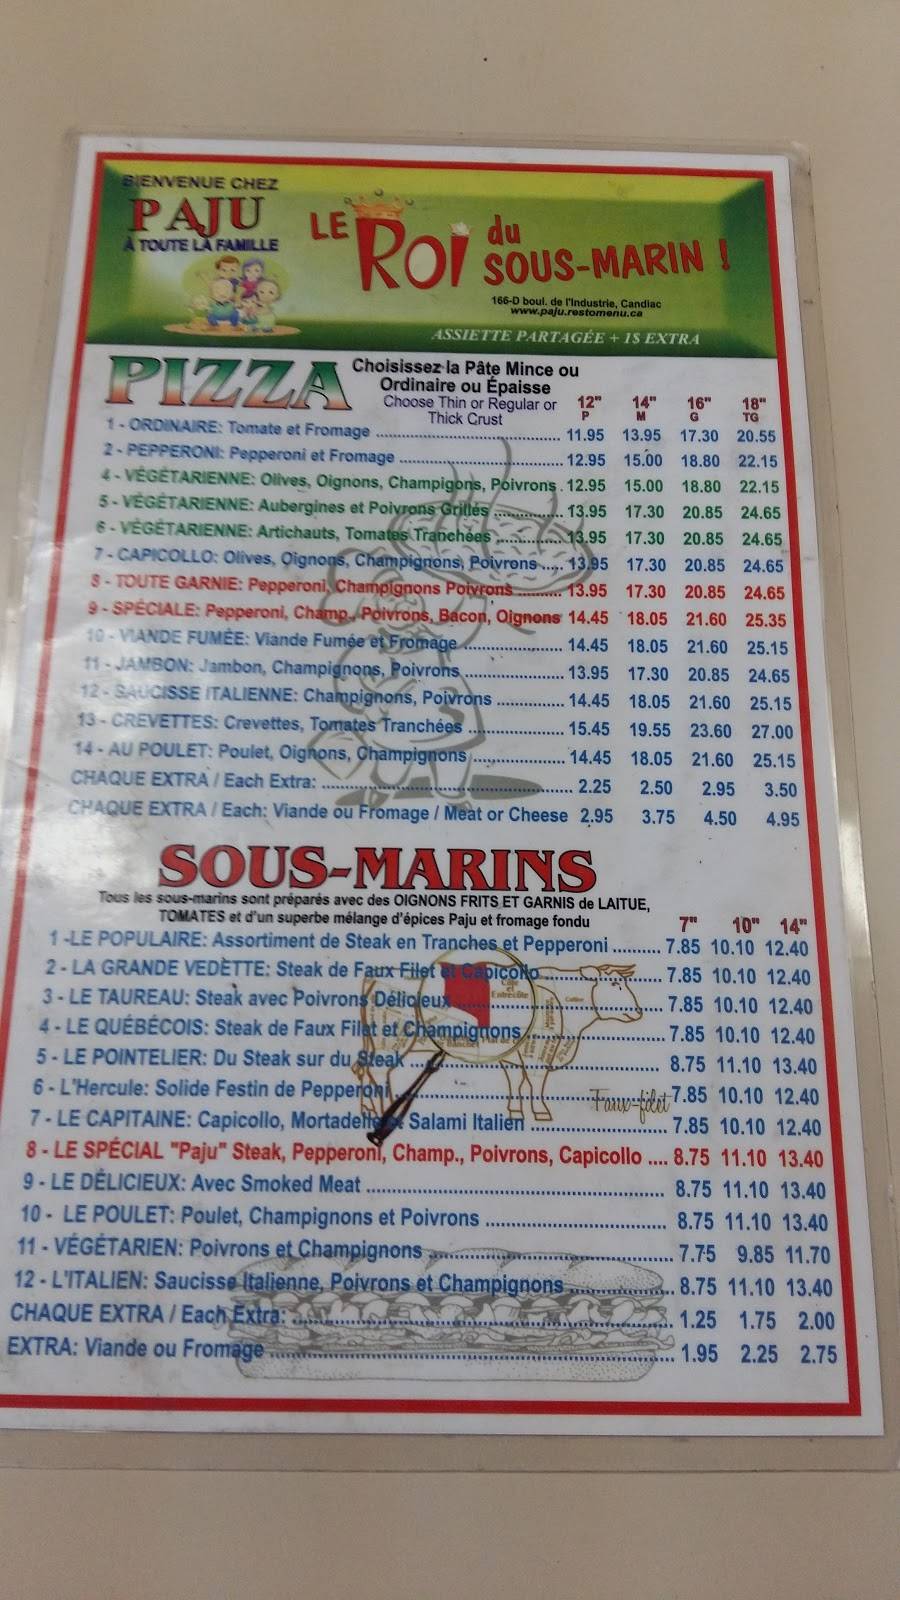 BIENVENUE CHEZ
PAJU
À TOUTE LA FAMILLE
LE ROI du SOUS-MARIN !
166-D boul. de l'Industrie, Candiac
www.paju.restomenu.ca
ASSIETTE PARTAGÉE + 1$ EXTRA
PIZZA
Choisissez la Pâte Mince ou
Ordinaire ou Épaisse
Choose Thin or Regular or
Thick Crust
12" 14" 16" 18"
P M G TG
1 - ORDINAIRE: Tomate et Fromage 11.95 13.95 17.30 20.55
2 - PEPPERONI: Pepperoni et Fromage 12.95 15.00 18.80 22.15
4 - VÉGÉTARIENNE: Olives, Oignons, Champigons, Poivrons 12.95 15.00 18.80 22.15
5 - VÉGÉTARIENNE: Aubergines et Poivrons Grillés 13.95 17.30 20.85 24.65
6 - VÉGÉTARIENNE: Artichauts, Tomates Tranchées 13.95 17.30 20.85 24.65
7 - CAPICOLLO: Olives, Oignons, Champignons, Poivrons 13.95 17.30 20.85 24.65
8 - TOUTE GARNIE: Pepperoni, Champignons Poivrons 13.95 17.30 20.85 24.65
9 - SPÉCIALE: Pepperoni, Champ., Poivrons, Bacon, Oignons 14.45 18.05 21.60 25.35
10 - VIANDE FUMÉE: Viande Fumée et Fromage 14.45 18.05 21.60 25.15
11 - JAMBON: Jambon, Champignons, Poivrons 13.95 17.30 20.85 24.65
12 - SAUCISSE ITALIENNE: Champignons, Poivrons 14.45 18.05 21.60 25.15
13 - CREVETTES: Crevettes, Tomates Tranchées 15.45 19.55 23.60 27.00
14 - AU POULET: Poulet, Oignons, Champignons 14.45 18.05 21.60 25.15
CHAQUE EXTRA / Each Extra: 2.25 2.50 2.95 3.50
CHAQUE EXTRA / Each: Viande ou Fromage / Meat or Cheese 2.95 3.75 4.50 4.95
SOUS-MARINS
Tous les sous-marins sont préparés avec des OIGNONS FRITS ET GARNIS de LAITUE,
TOMATES et d'un superbe mélange d'épices Paju et fromage fondu
7" 10" 14"
1 -LE POPULAIRE: Assortiment de Steak en Tranches et Pepperoni 7.85 10.10 12.40
2 - LA GRANDE VEDETTE: Steak de Faux Filet et Capicollo 7.85 10.10 12.40
3 - LE TAUREAU: Steak avec Poivrons Délicieux 7.85 10.10 12.40
4 - LE QUÉBÉCOIS: Steak de Faux Filet et Champignons 7.85 10.10 12.40
5 - LE POINTELIER: Du Steak sur du Steak 8.75 11.10 13.40
6 - L'Hercule: Solide Festin de Pepperoni 7.85 10.10 12.40
Faux-filet
7 - LE CAPITAINE: Capicollo, Mortadelle et Salami Italien 7.85 10.10 12.40
8 - LE SPÉCIAL "Paju" Steak, Pepperoni, Champ., Poivrons, Capicollo 8.75 11.10 13.40
9 - LE DÉLICIEUX: Avec Smoked Meat 8.75 11.10 13.40
10 - LE POULET: Poulet, Champignons et Poivrons 8.75 11.10 13.40
11 - VÉGÉTARIEN: Poivrons et Champignons 7.75 9.85 11.70
12 - L'ITALIEN: Saucisse Italienne, Poivrons et Champignons 8.75 11.10 13.40
CHAQUE EXTRA / Each Extra: 1.25 1.75 2.00
EXTRA: Viande ou Fromage 1.95 2.25 2.75